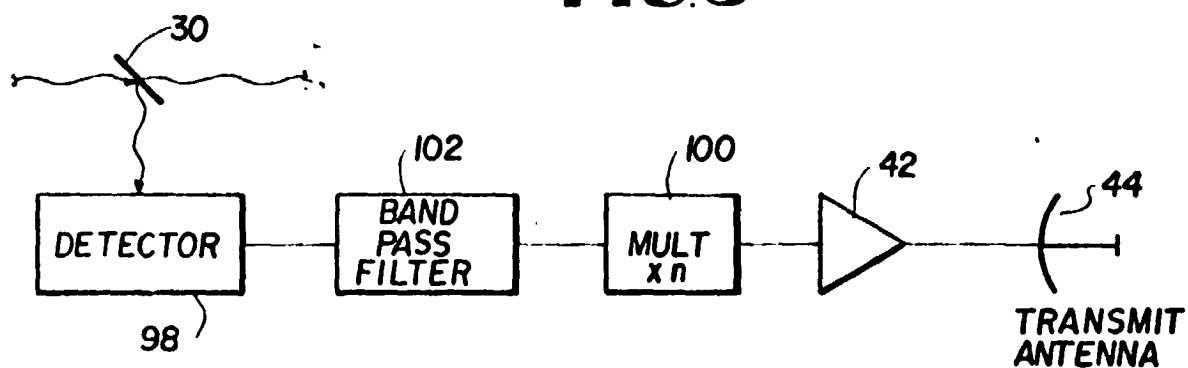 30
102
100
42
44
DETECTOR
BAND
PASS
FILTER
MULT
x n
98
TRANSMIT
ANTENNA